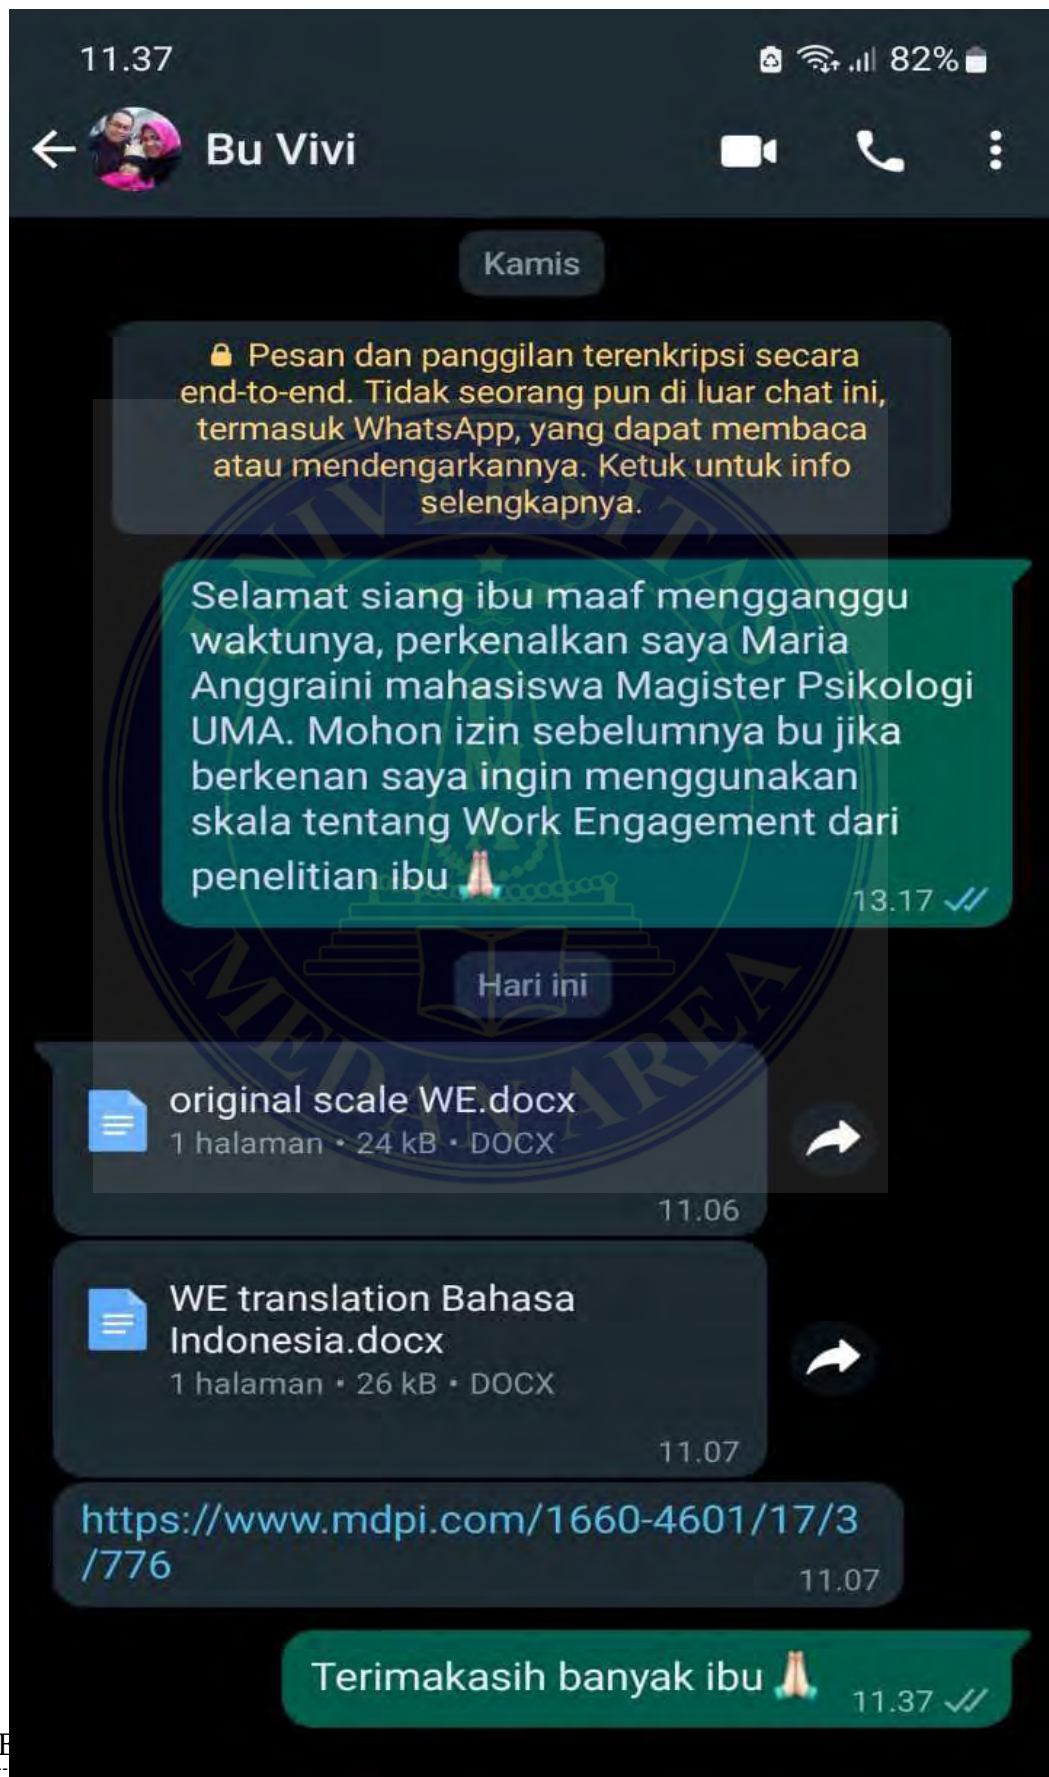 11.37
82%
Bu Vivi
Kamis
Pesan dan panggilan terenkripsi secara
end-to-end. Tidak seorang pun di luar chat ini,
termasuk WhatsApp, yang dapat membaca
atau mendengarkannya. Ketuk untuk info
selengkapnya.
Selamat siang ibu maaf mengganggu
waktunya, perkenalkan saya Maria
Anggraini mahasiswa Magister Psikologi
UMA. Mohon izin sebelumnya bu jika
berkenan saya ingin menggunakan
skala tentang Work Engagement dari
penelitian ibu 🙏🏻
13.17
Hari ini
original scale WE.docx
1 halaman • 24 kB • DOCX
11.06
WE translation Bahasa
Indonesia.docx
1 halaman • 26 kB • DOCX
11.07
https://www.mdpi.com/1660-4601/17/3
/776
11.07
Terimakasih banyak ibu 🙏🏻
11.37
UNIVERSITAS
MEDAN AREA